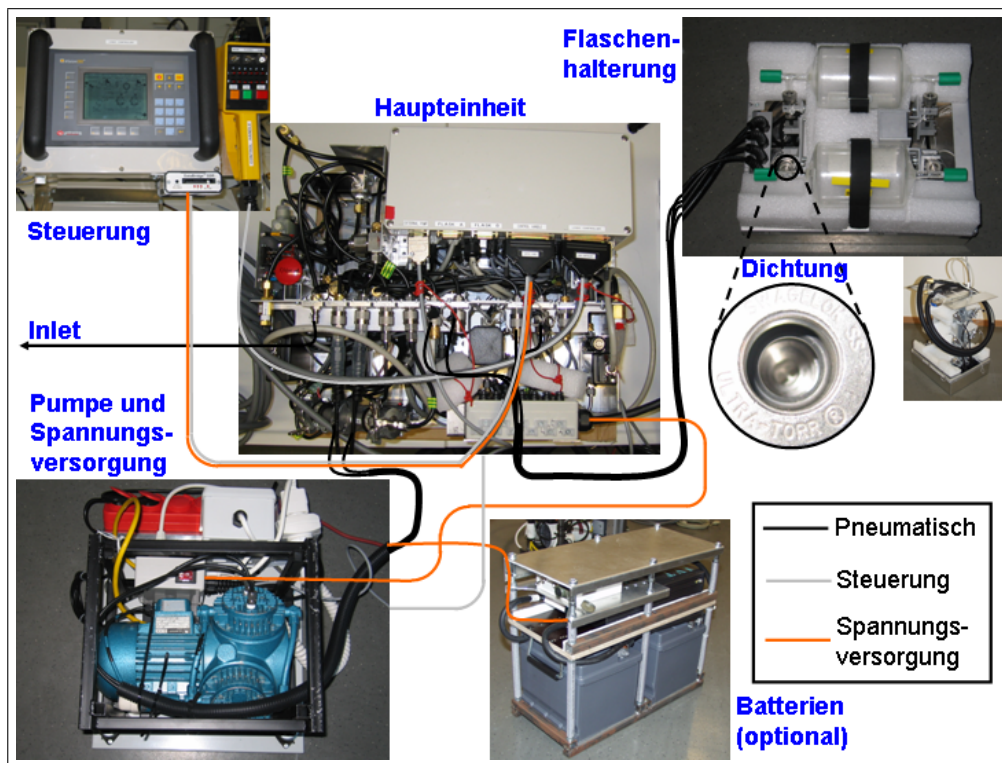 Flaschen-
halterung
Haupteinheit
Steuerung
Dichtung
SWAGELOK SS
ULTRA-TORR ®
Inlet
Pumpe und
Spannungs-
versorgung
Pneumatisch
Steuerung
Spannungs-
versorgung
Batterien
(optional)